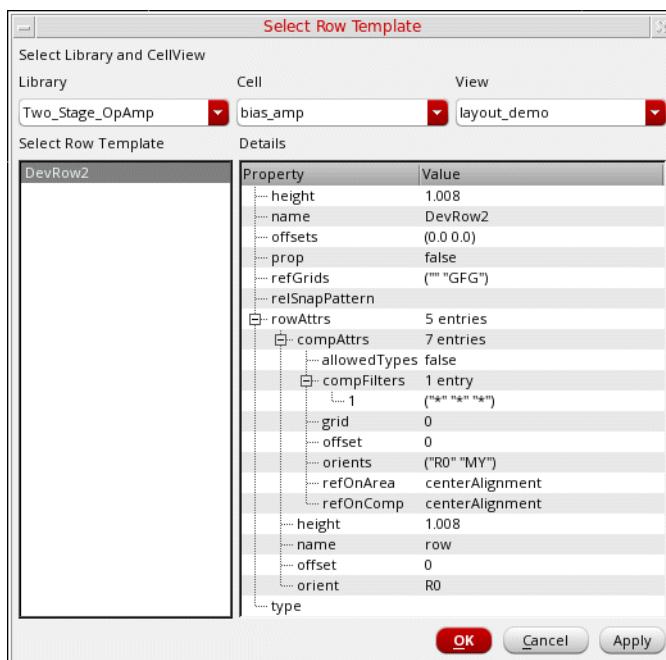 Select Row Template
Select Library and CellView
Library Cell View
Two_Stage_OpAmp bias_amp layout_demo
Select Row Template Details
DevRow2
Property Value
height 1.008
name DevRow2
offsets (0.0 0.0)
prop false
refGrids ("" "GFG")
relSnapPattern
rowAttrs 5 entries
compAttrs 7 entries
allowedTypes false
compFilters 1 entry
1 ("*" "*" "*")
grid 0
offset 0
orients ("R0" "MY")
refOnArea centerAlignment
refOnComp centerAlignment
height 1.008
name row
offset 0
orient R0
type
OK Cancel Apply